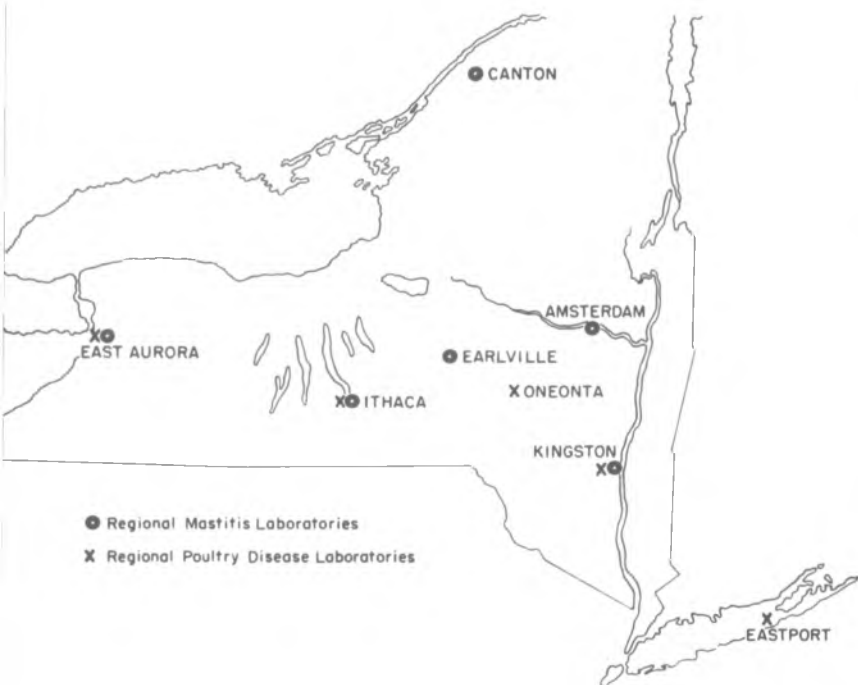 CANTON
AMSTERDAM
EAST AURORA
EARLVILLE
ITHACA
ONEONTA
KINGSTON
Regional Mastitis Laboratories
Regional Poultry Disease Laboratories
EASTPORT